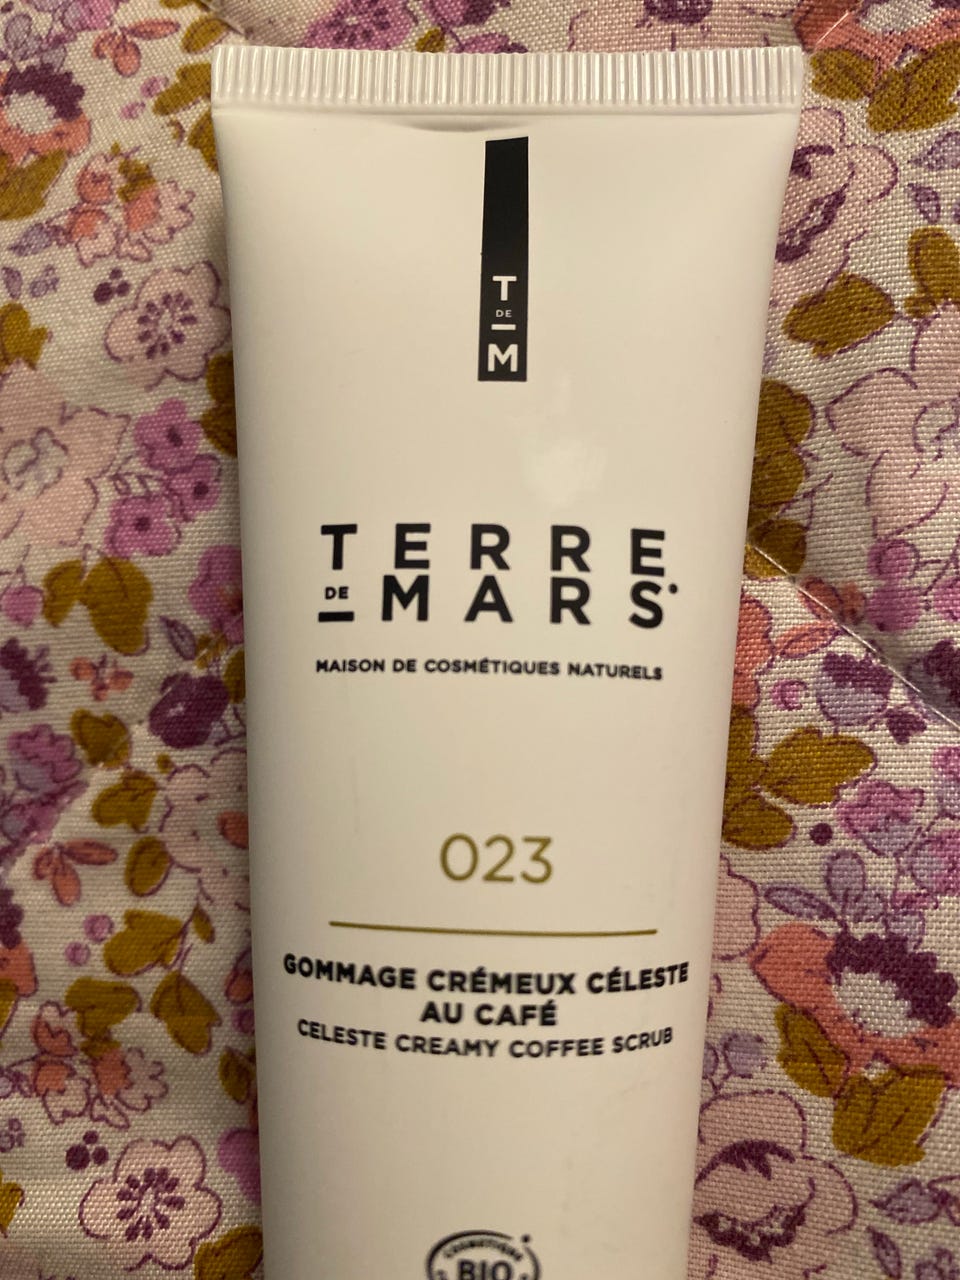 T
DE
M
TERRE
DE MARS
MAISON DE COSMÉTIQUES NATURELS
023
GOMMAGE CRÉMEUX CÉLESTE
AU CAFÉ
CELESTE CREAMY COFFEE SCRUB
COSMÉTIQUE
BIO